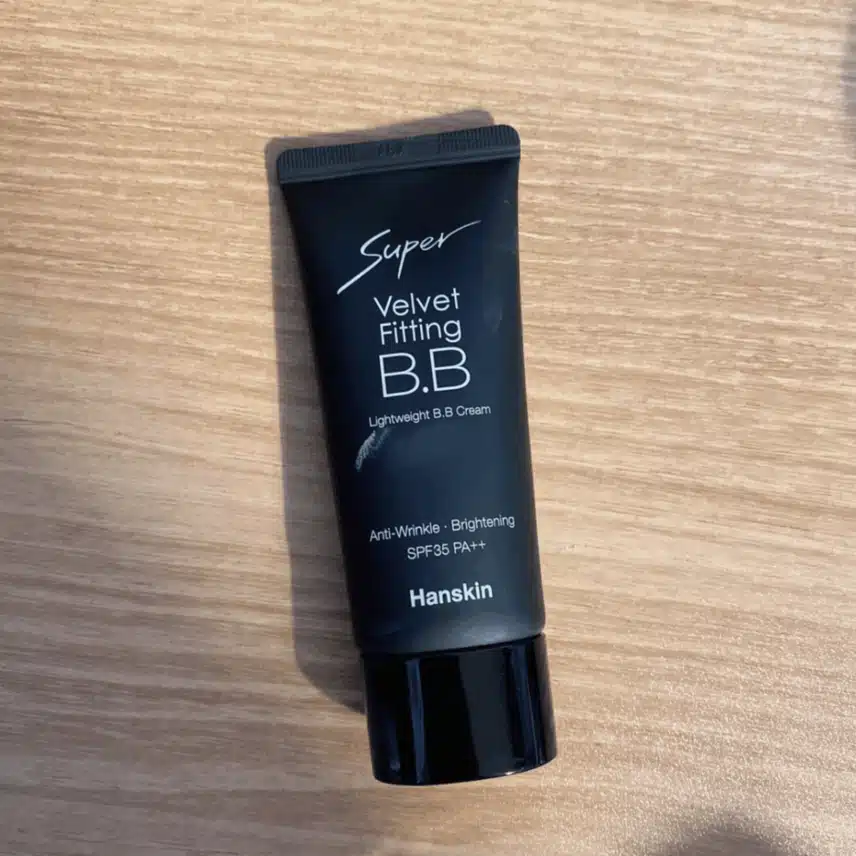 Super
Velvet
Fitting
B.B
Lightweight B.B Cream
Anti-Wrinkle · Brightening
SPF35 PA++
Hanskin